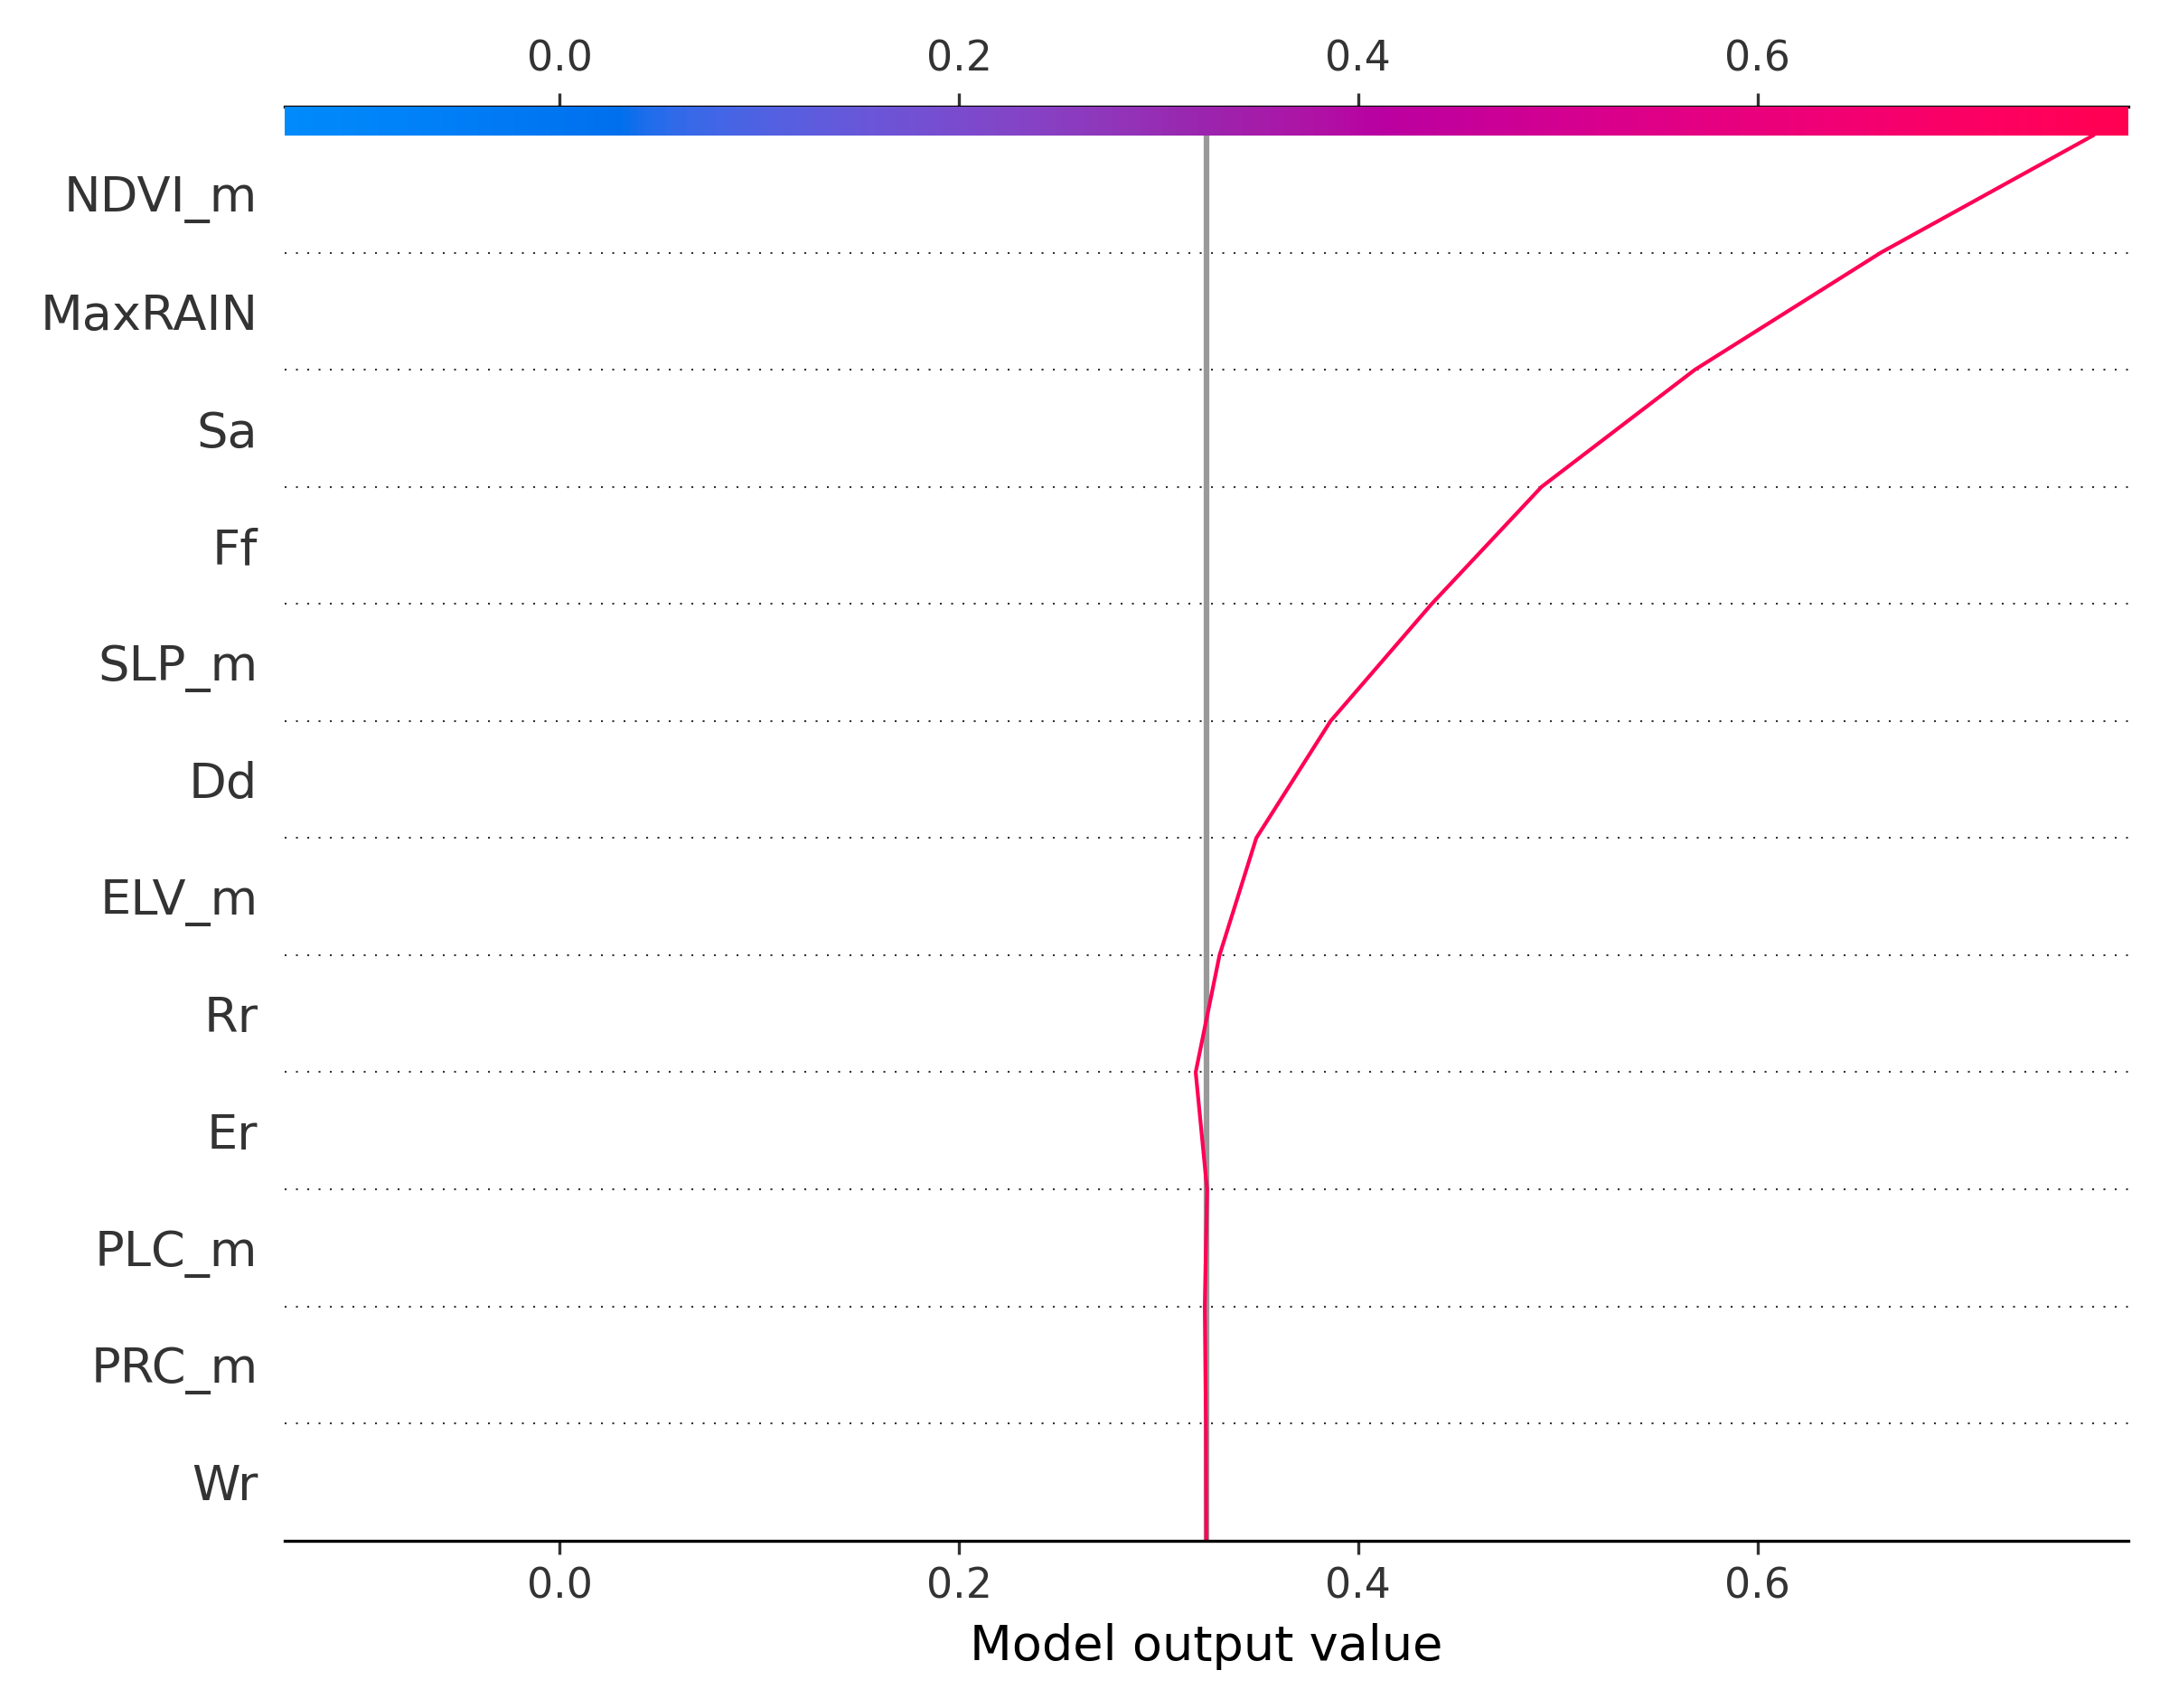 0.0 0.2 0.4 0.6
NDVI_m
MaxRAIN
Sa
Ff
SLP_m
Dd
ELV_m
Rr
Er
PLC_m
PRC_m
Wr
0.0 0.2 0.4 0.6
Model output value